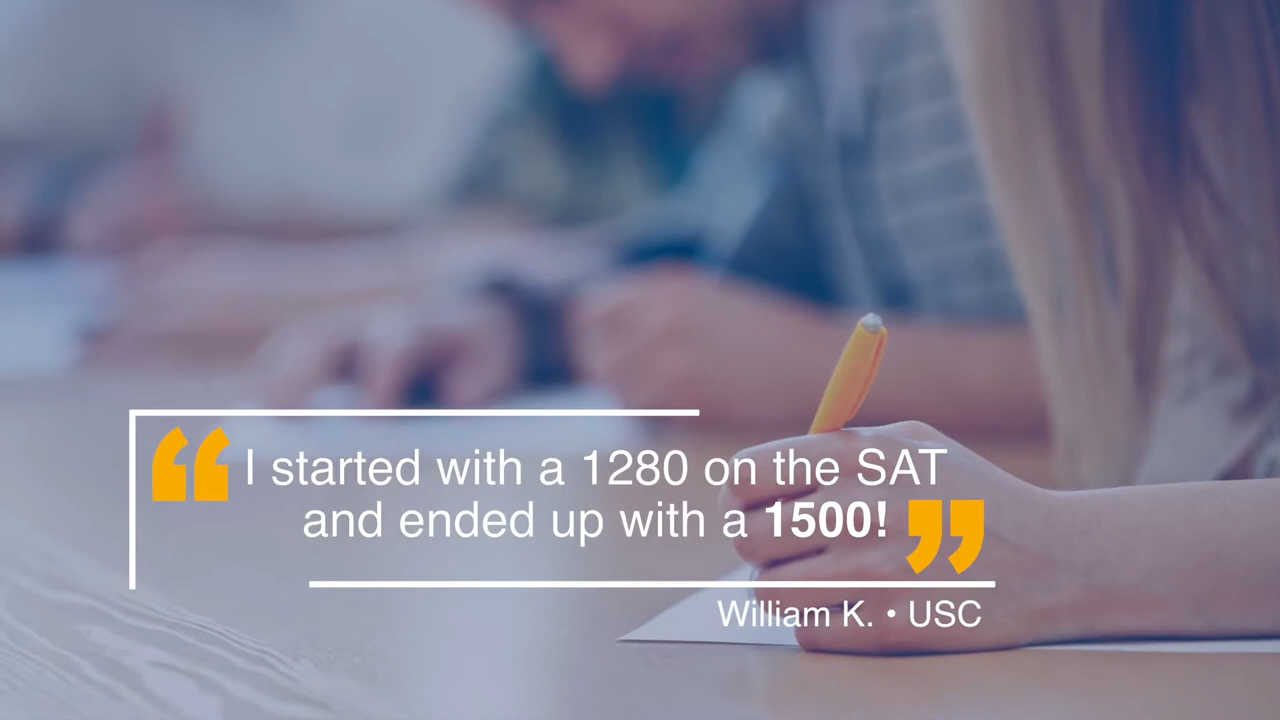 “I started with a 1280 on the SAT
and ended up with a 1500!”
William K. • USC